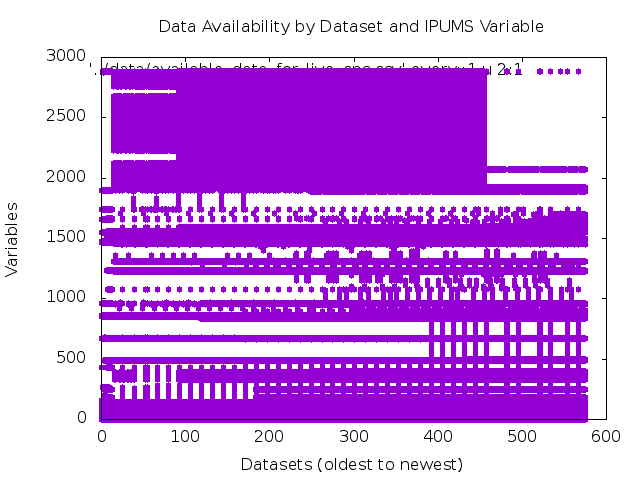 Data Availability by Dataset and IPUMS Variable
3000
2500
2000
1500
1000
500
0
0 100 200 300 400 500 600
Variables
Datasets (oldest to newest)